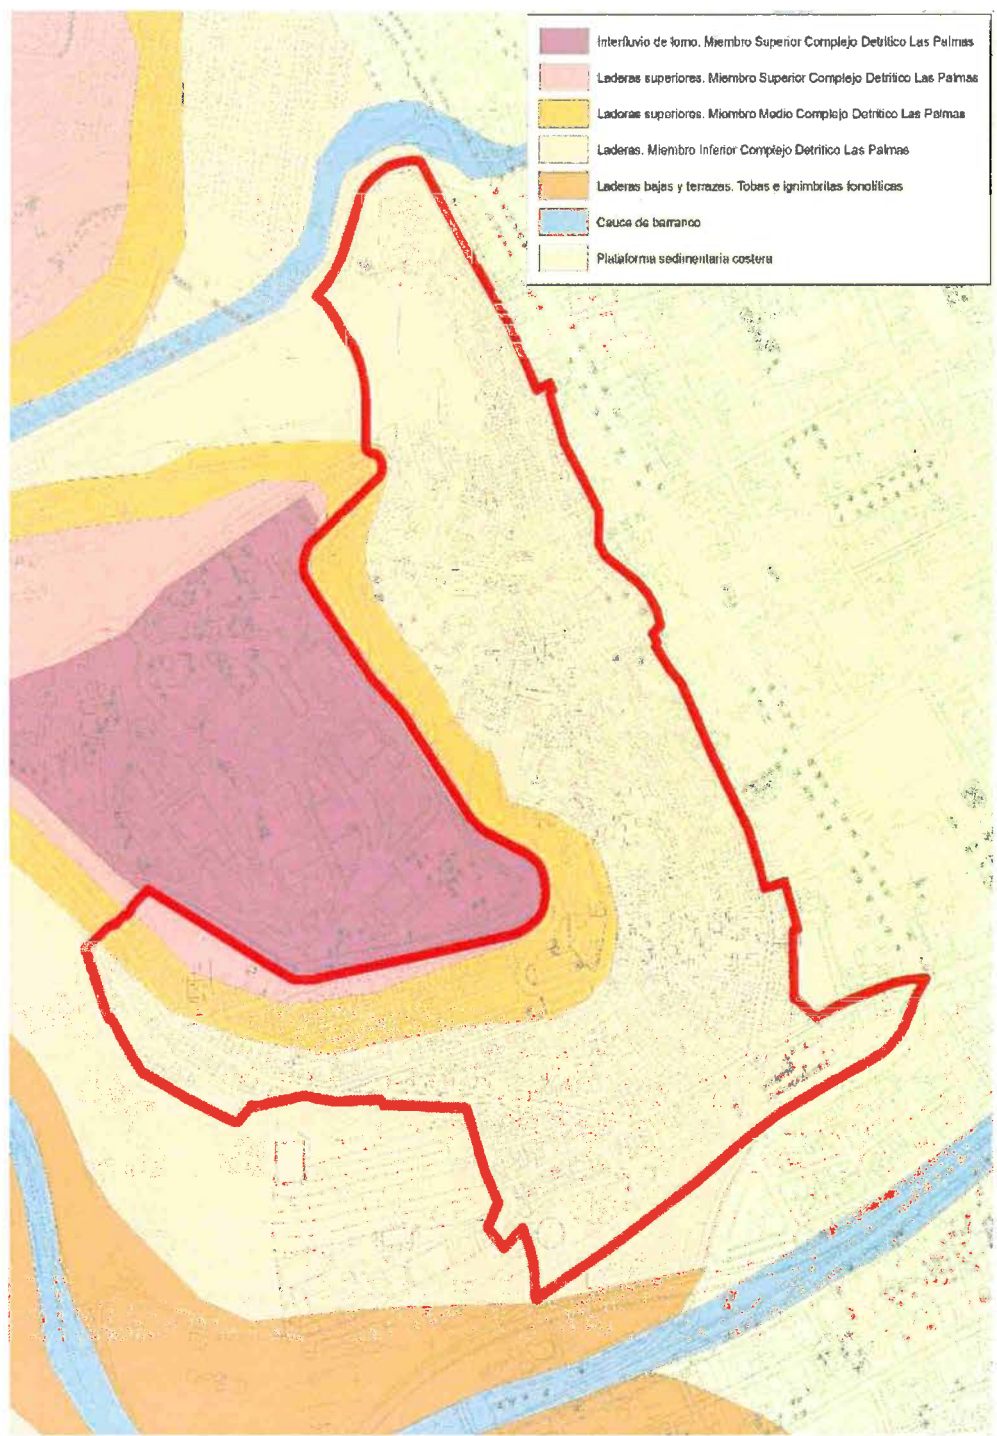 Interfluvio de lomo. Miembro Superior Complejo Detrítico Las Palmas
Laderas superiores. Miembro Superior Complejo Detrítico Las Palmas
Laderas superiores. Miembro Medio Complejo Detrítico Las Palmas
Laderas. Miembro Inferior Complejo Detrítico Las Palmas
Laderas bajas y terrazas. Tobas e ignimbritas fonolíticas
Cauce de barranco
Plataforma sedimentaria costera